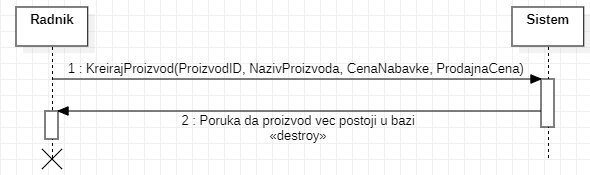 Radnik
Sistem
1 : KreirajProizvod(ProizvodID, NazivProizvoda, CenaNabavke, ProdajnaCena)
2 : Poruka da proizvod vec postoji u bazi
«destroy»